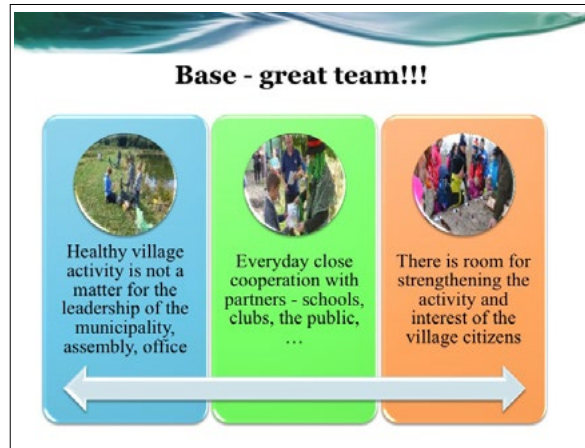 Base - great team!!!
Healthy village
activity is not a
matter for the
leadership of the
municipality,
assembly, office
Everyday close
cooperation with
partners - schools,
clubs, the public,
…
There is room for
strengthening the
activity and
interest of the
village citizens